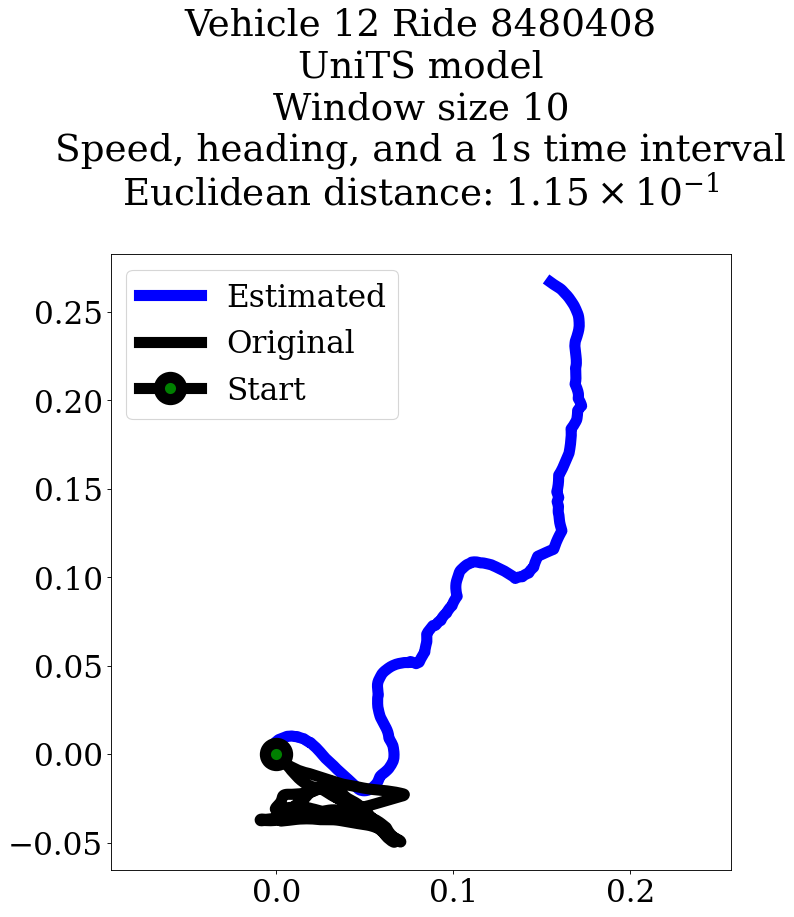 Vehicle 12 Ride 8480408
UniTS model
Window size 10
Speed, heading, and a 1s time interval
Euclidean distance: 1.15 × 10⁻¹
Estimated
Original
Start
0.25
0.20
0.15
0.10
0.05
0.00
−0.05
0.0 0.1 0.2